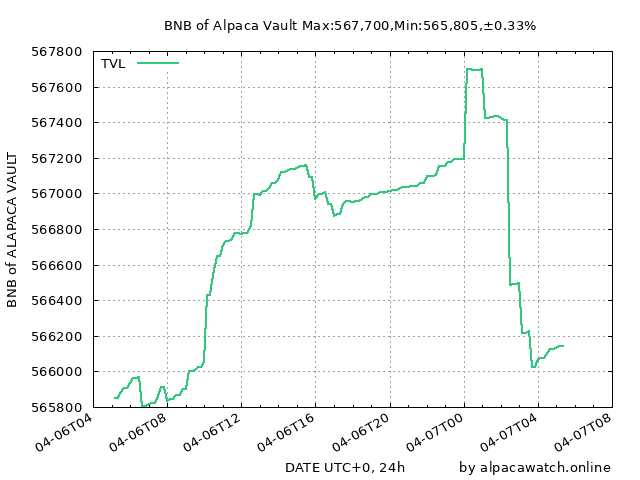 BNB of Alpaca Vault Max:567,700,Min:565,805,±0.33%
TVL
567800
567600
567400
567200
567000
566800
566600
566400
566200
566000
565800
BNB of ALAPACA VAULT
04-06T04
04-06T08
04-06T12
04-06T16
04-06T20
04-07T00
04-07T04
04-07T08
DATE UTC+0, 24h
by alpacawatch.online